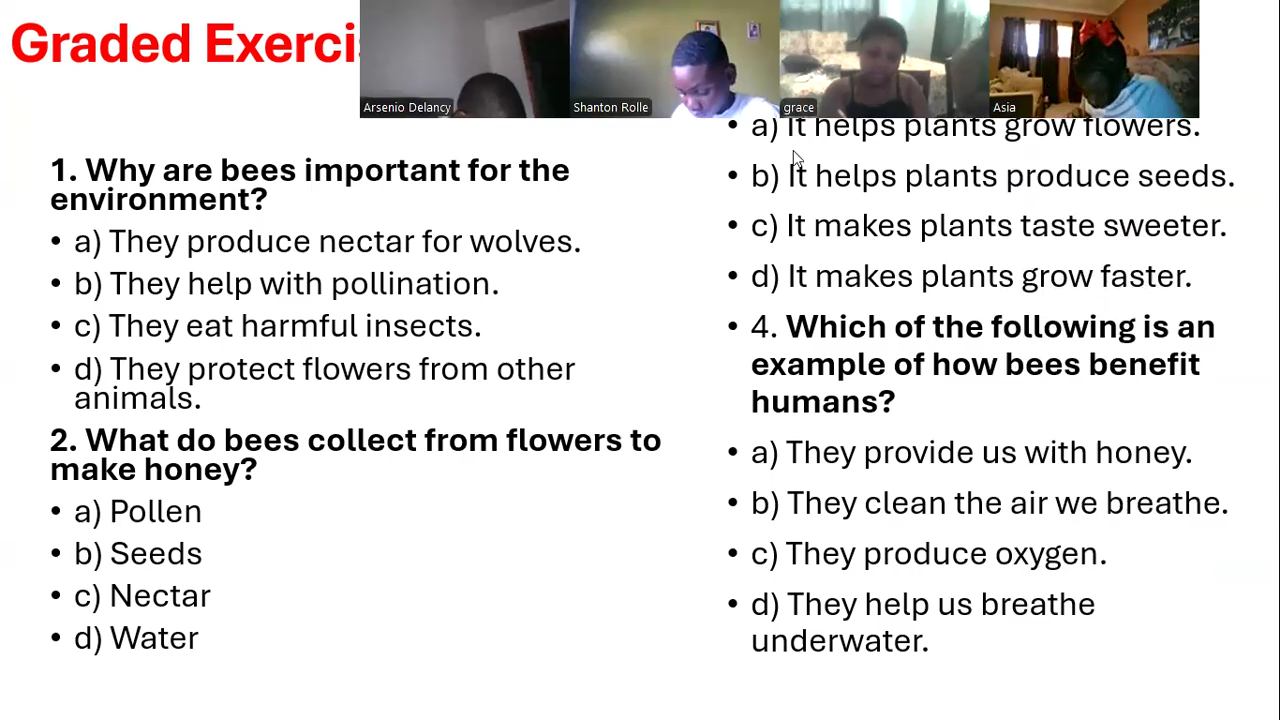 Graded Exerci
Arsenio Delancy
Shanton Rolle
grace
Asia
1. Why are bees important for the
environment?
• a) They produce nectar for wolves.
• b) They help with pollination.
• c) They eat harmful insects.
• d) They protect flowers from other
animals.
2. What do bees collect from flowers to
make honey?
• a) Pollen
• b) Seeds
• c) Nectar
• d) Water
• a) It helps plants grow flowers.
• b) It helps plants produce seeds.
• c) It makes plants taste sweeter.
• d) It makes plants grow faster.
• 4. Which of the following is an
example of how bees benefit
humans?
• a) They provide us with honey.
• b) They clean the air we breathe.
• c) They produce oxygen.
• d) They help us breathe
underwater.